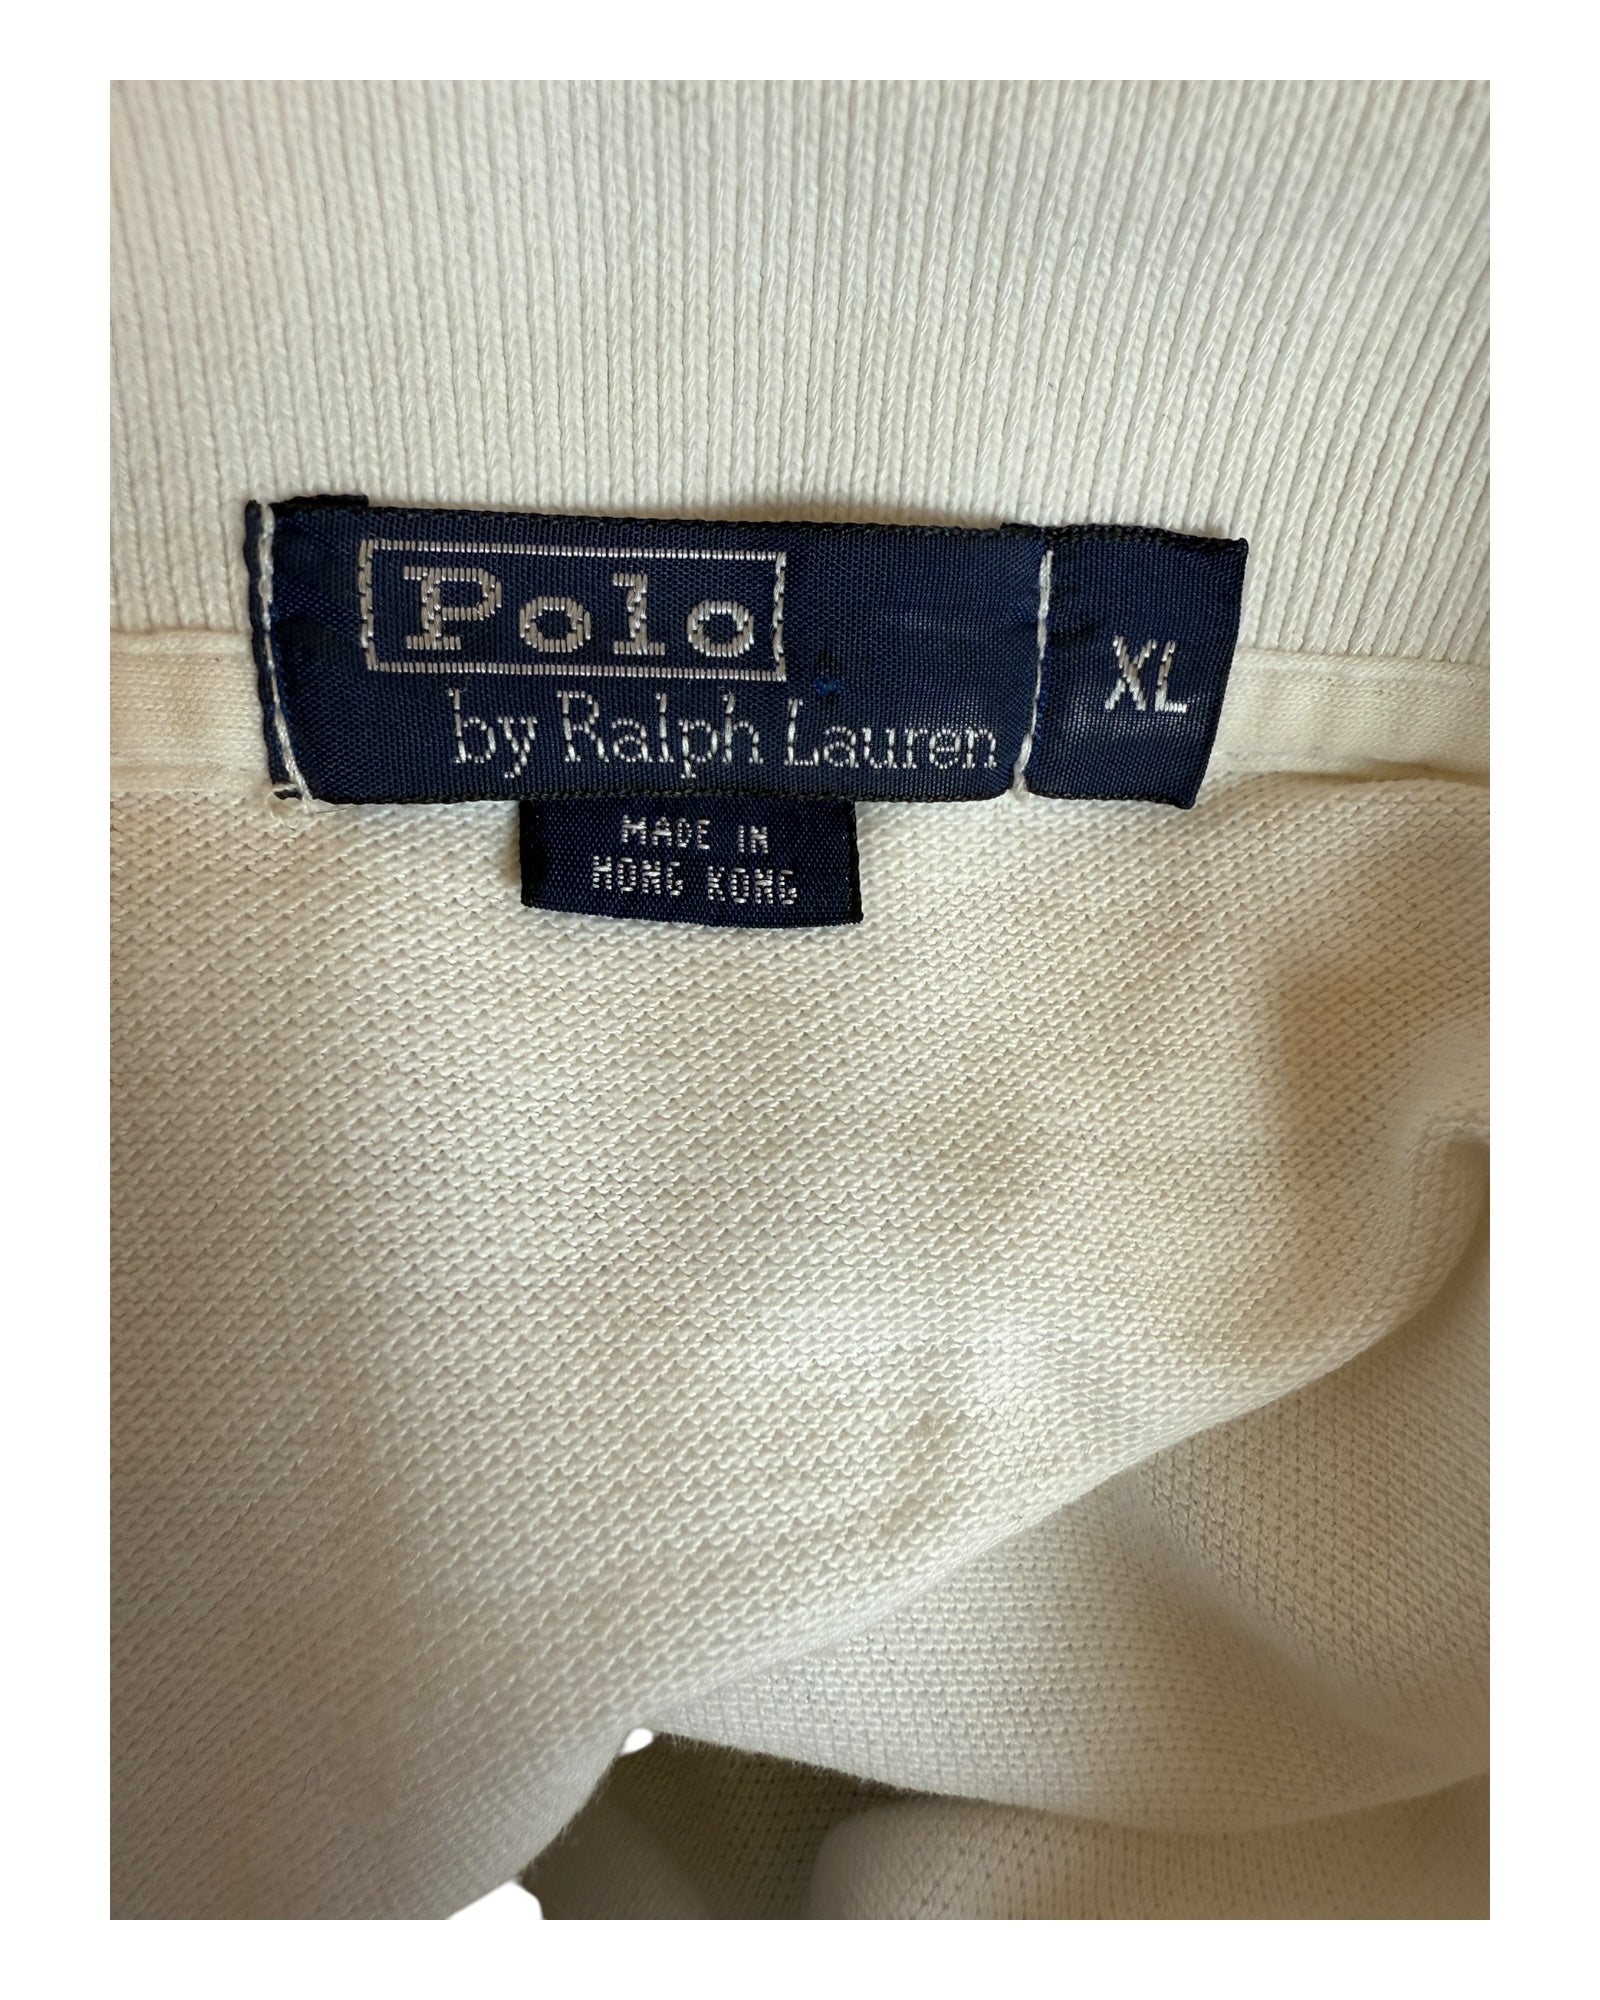 Polo
by Ralph Lauren
XL
MADE IN
HONG KONG